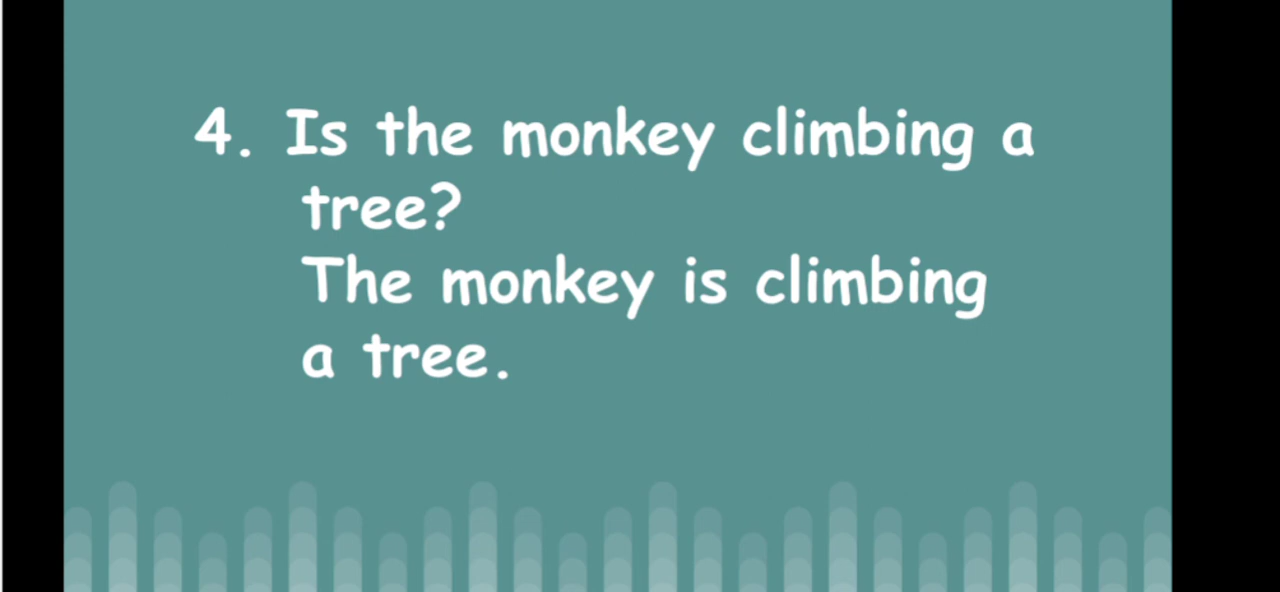 4. Is the monkey climbing a
tree?
The monkey is climbing
a tree.